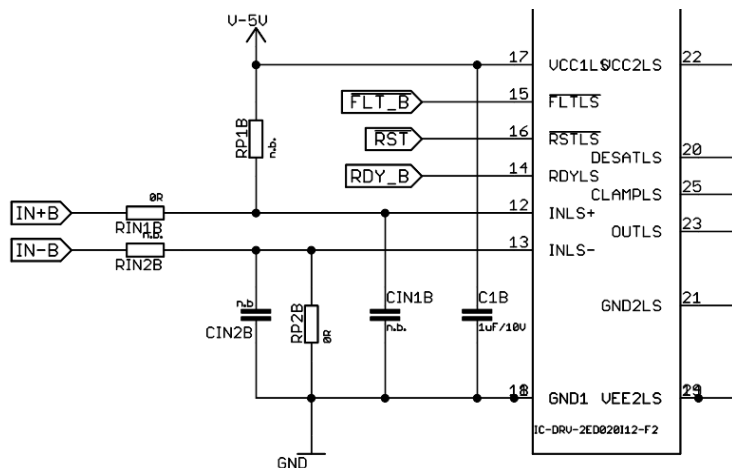 V-5V
17 VCC1LS VCC2LS 22
FLT_B 15 FLTLS
RP1B n.b.
RST 16 RSTLS
DESATLS 20
RDY_B 14 RDYLS
CLAMPLS 25
IN+B 0R 12 INLS+
RIN1B
OUTLS 23
n.b.
IN-B 13 INLS-
RIN2B
n.b. CIN1B C1B
GND2LS 21
CIN2B RP2B 0R n.b. 1uF/10V
GND1 VEE2LS
IC-DRV-2ED020I12-F2
GND